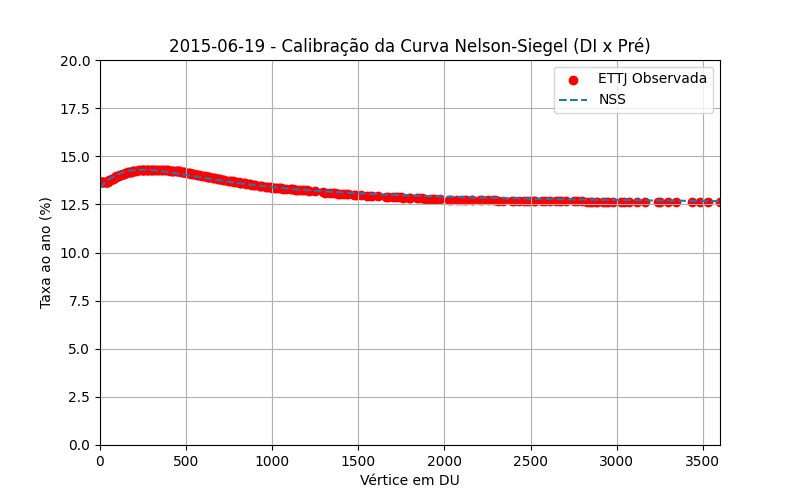 2015-06-19 - Calibração da Curva Nelson-Siegel (DI x Pré)
ETTJ Observada
NSS
20.0
17.5
15.0
12.5
10.0
7.5
5.0
2.5
0.0
Taxa ao ano (%)
0 500 1000 1500 2000 2500 3000 3500
Vértice em DU